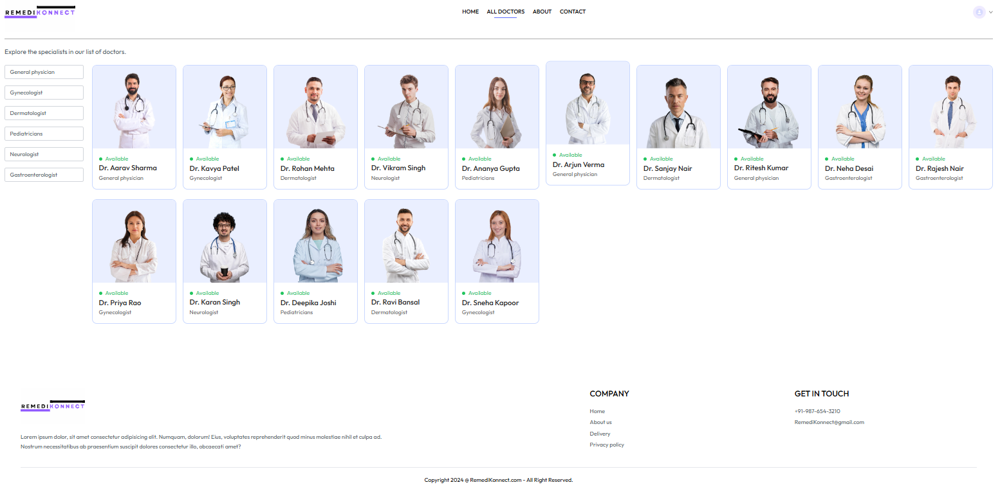 REMEDIKONNECT
HOME ALL DOCTORS ABOUT CONTACT
Explore the specialists in our list of doctors.
General physician
Gynecologist
Dermatologist
Pediatricians
Neurologist
Gastroenterologist
Available
Dr. Aarav Sharma
General physician
Available
Dr. Kavya Patel
Gynecologist
Available
Dr. Rohan Mehta
Dermatologist
Available
Dr. Vikram Singh
Neurologist
Available
Dr. Ananya Gupta
Pediatricians
Available
Dr. Arjun Verma
General physician
Available
Dr. Sanjay Nair
Dermatologist
Available
Dr. Ritesh Kumar
General physician
Available
Dr. Neha Desai
Gastroenterologist
Available
Dr. Rajesh Nair
Gastroenterologist
Available
Dr. Priya Rao
Gynecologist
Available
Dr. Karan Singh
Neurologist
Available
Dr. Deepika Joshi
Pediatricians
Available
Dr. Ravi Bansal
Dermatologist
Available
Dr. Sneha Kapoor
Gynecologist
REMEDIKONNECT
Lorem ipsum dolor, sit amet consectetur adipisicing elit. Numquam, dolorum! Eius, voluptates reprehenderit quod minus molestiae nihil et culpa ad.
Nostrum necessitatibus ab praesentium suscipit dolores consectetur illo, obcaecati amet?
COMPANY
Home
About us
Delivery
Privacy policy
GET IN TOUCH
+91-987-654-3210
RemediKonnect@gmail.com
Copyright 2024 @ RemediKonnect.com - All Right Reserved.